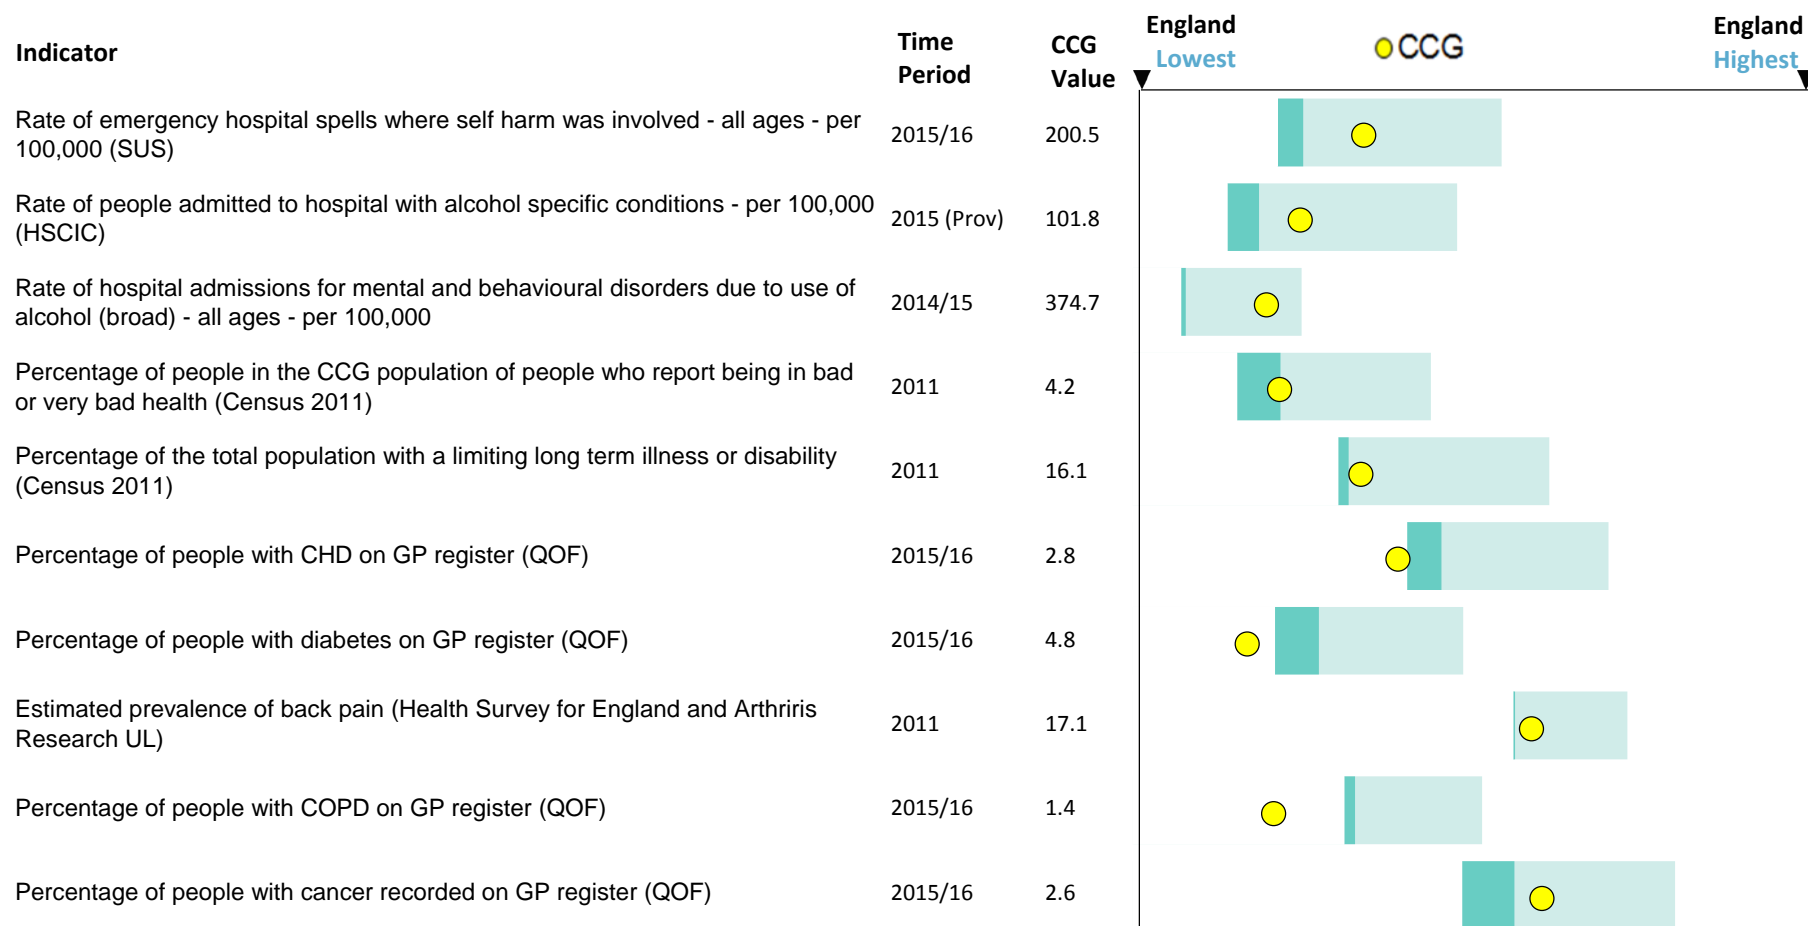 Indicator
Time
Period
CCG
Value
England
Lowest
CCG
England
Highest
Rate of emergency hospital spells where self harm was involved - all ages - per
100,000 (SUS)
2015/16
200.5
Rate of people admitted to hospital with alcohol specific conditions - per 100,000
(HSCIC)
2015 (Prov)
101.8
Rate of hospital admissions for mental and behavioural disorders due to use of
alcohol (broad) - all ages - per 100,000
2014/15
374.7
Percentage of people in the CCG population of people who report being in bad
or very bad health (Census 2011)
2011
4.2
Percentage of the total population with a limiting long term illness or disability
(Census 2011)
2011
16.1
Percentage of people with CHD on GP register (QOF)
2015/16
2.8
Percentage of people with diabetes on GP register (QOF)
2015/16
4.8
Estimated prevalence of back pain (Health Survey for England and Arthriris
Research UL)
2011
17.1
Percentage of people with COPD on GP register (QOF)
2015/16
1.4
Percentage of people with cancer recorded on GP register (QOF)
2015/16
2.6